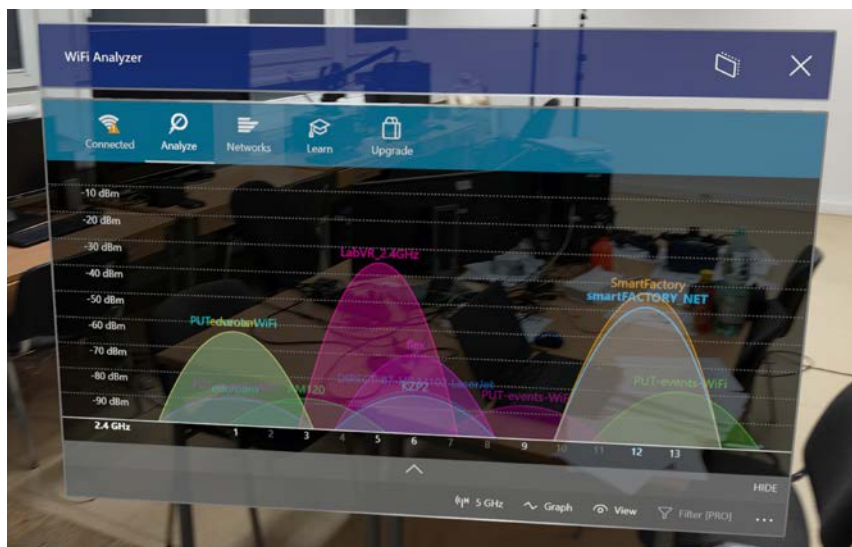 WiFi Analyzer
Connected Analyze Networks Learn Upgrade
-10 dBm
-20 dBm
-30 dBm
LabVR_2.4GHz
-40 dBm
SmartFactory
-50 dBm
smartFACTORY_NET
-60 dBm
-70 dBm
flex
-80 dBm
PUT-events-WiFi
KZP2
PUT-events-WiFi
-90 dBm
2.4 GHz
1 2 3 4 5 6 7 8 9 10 11 12 13
HIDE
5 GHz Graph View Filter [PRO] ...